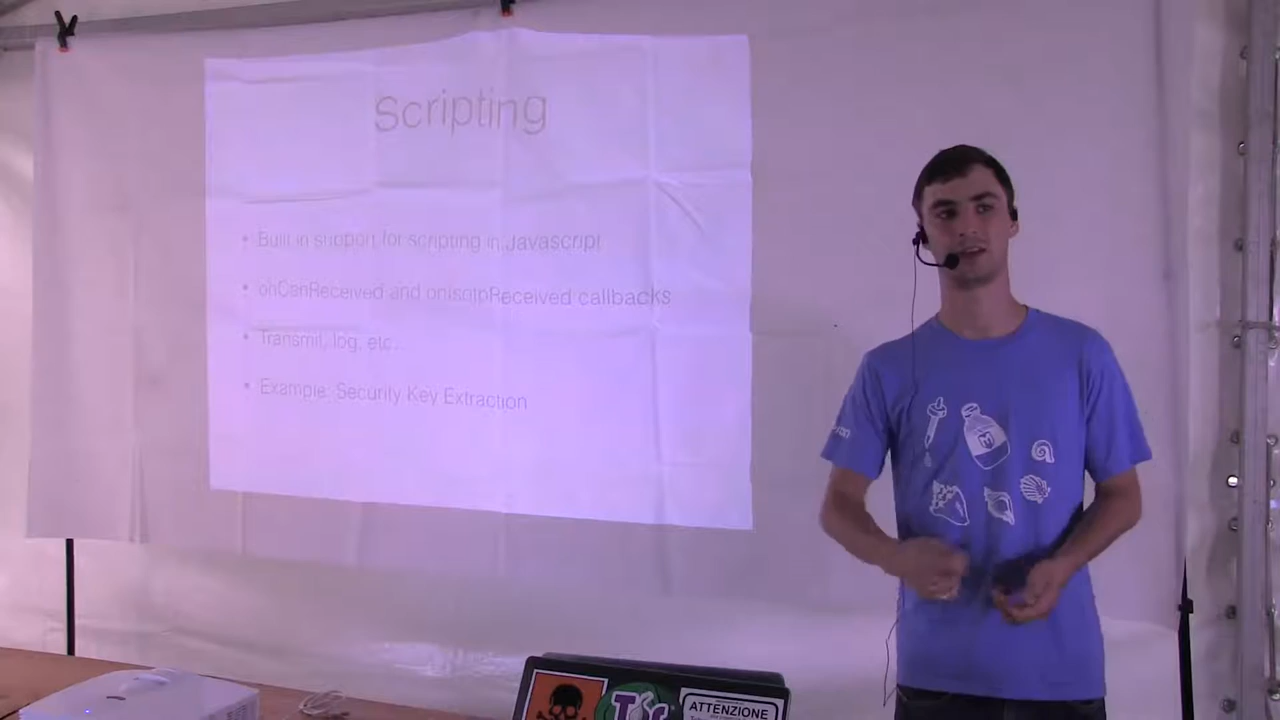 Scripting
• Built in support for scripting in Javascript
• onCanReceived and onIsotpReceived callbacks
• Transmit, log, etc..
• Example: Security Key Extraction
ATTENZIONE